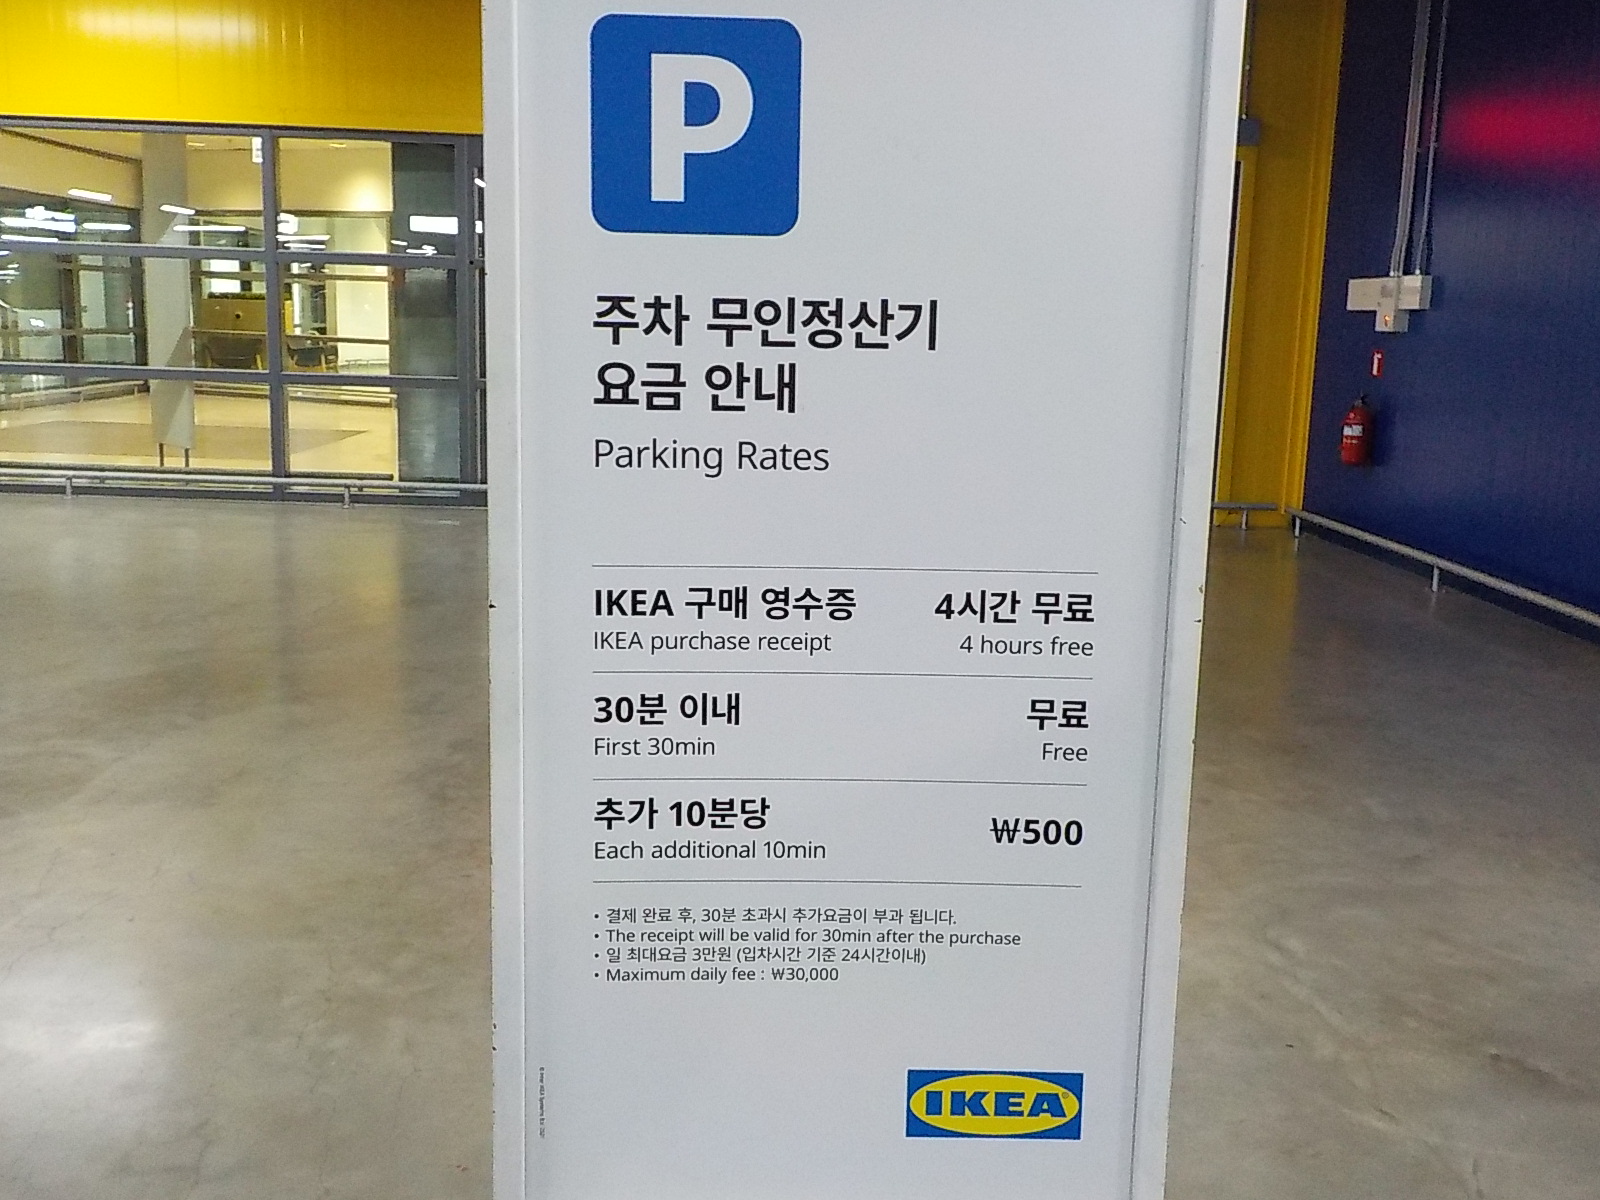 P
주차 무인정산기
요금 안내
Parking Rates
IKEA 구매 영수증 4시간 무료
IKEA purchase receipt 4 hours free
30분 이내 무료
First 30min Free
추가 10분당 ₩500
Each additional 10min
• 결제 완료 후, 30분 초과시 추가요금이 부과 됩니다.
• The receipt will be valid for 30min after the purchase
• 일 최대요금 3만원 (입차시간 기준 24시간이내)
• Maximum daily fee : ₩30,000
IKEA